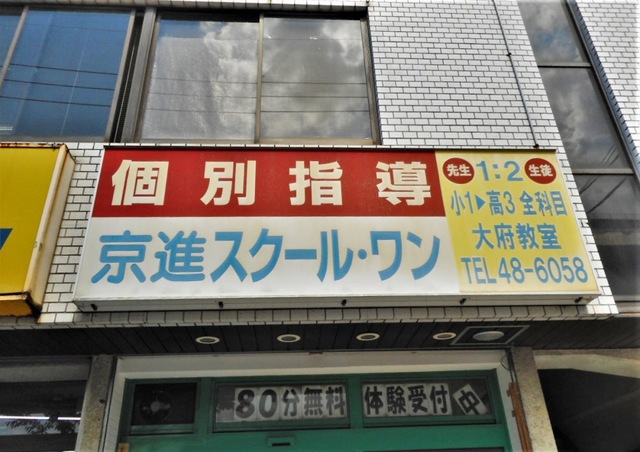 個別指導
京進スクール・ワン
先生 1:2 生徒
小1▶高3 全科目
大府教室
TEL 48-6058
80分無料 体験受付中